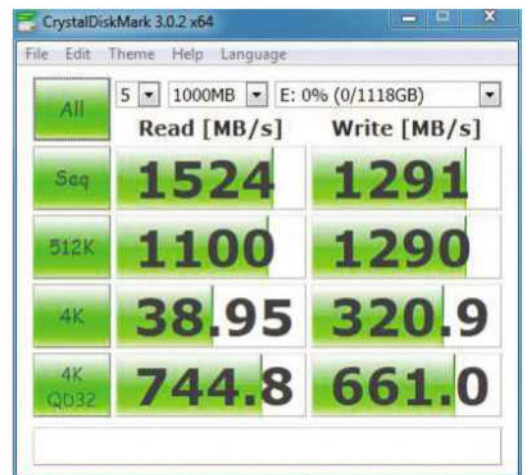 CrystalDiskMark 3.0.2 x64
File Edit Theme Help Language
All 5 1000MB E: 0% (0/1118GB)
Read [MB/s] Write [MB/s]
Seq 1524 1291
512K 1100 1290
4K 38.95 320.9
4K QD32 744.8 661.0